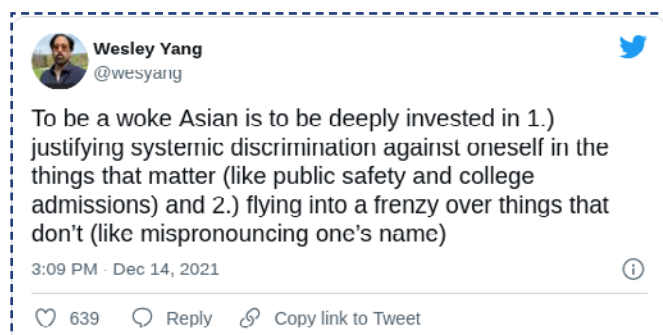 Wesley Yang
@wesyang
To be a woke Asian is to be deeply invested in 1.)
justifying systemic discrimination against oneself in the
things that matter (like public safety and college
admissions) and 2.) flying into a frenzy over things that
don’t (like mispronouncing one’s name)
3:09 PM · Dec 14, 2021
639 Reply Copy link to Tweet